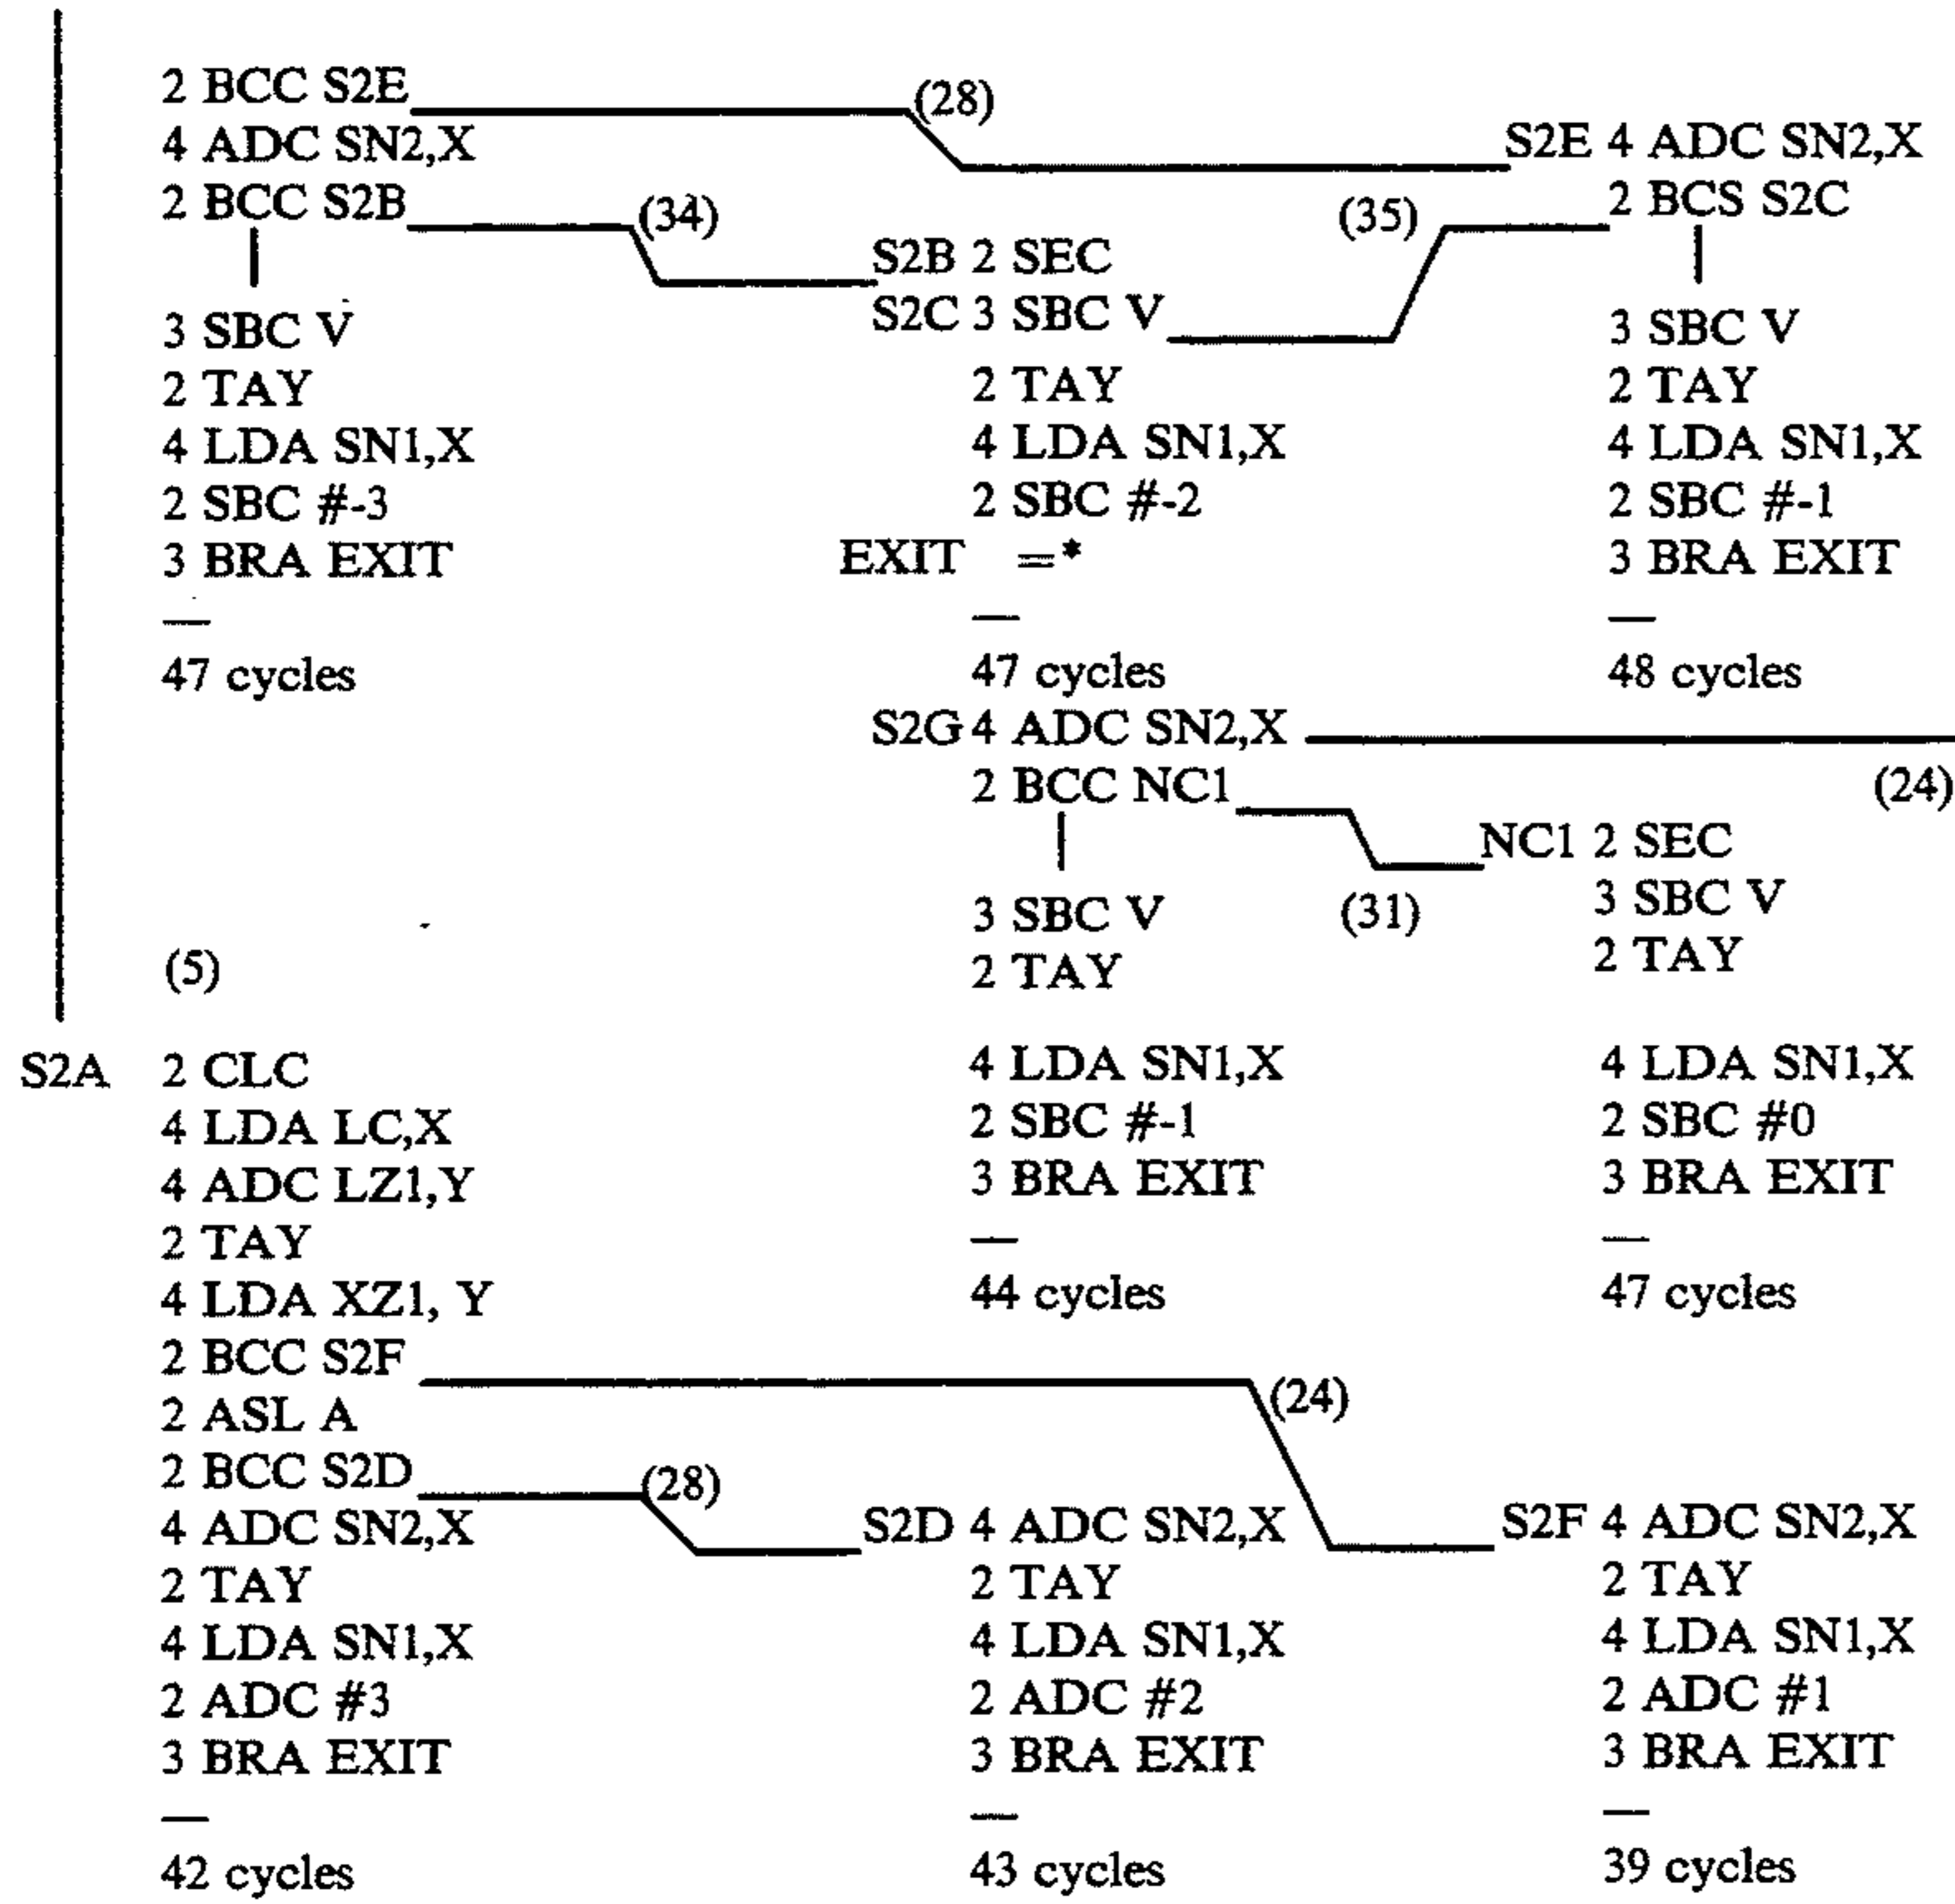 2 BCC S2E
(28)
4 ADC SN2,X
S2E 4 ADC SN2,X
2 BCC S2B
(34)
(35)
2 BCS S2C
S2B 2 SEC
3 SBC V
S2C 3 SBC V
3 SBC V
2 TAY
2 TAY
2 TAY
4 LDA SN1,X
4 LDA SN1,X
4 LDA SN1,X
2 SBC #-3
2 SBC #-2
2 SBC #-1
3 BRA EXIT
EXIT =*
3 BRA EXIT
47 cycles
47 cycles
48 cycles
S2G 4 ADC SN2,X
2 BCC NC1
(24)
NC1 2 SEC
3 SBC V
(31)
3 SBC V
(5)
2 TAY
2 TAY
S2A 2 CLC
4 LDA SN1,X
4 LDA SN1,X
4 LDA LC,X
2 SBC #-1
2 SBC #0
4 ADC LZ1,Y
3 BRA EXIT
3 BRA EXIT
2 TAY
4 LDA XZ1, Y
44 cycles
47 cycles
2 BCC S2F
(24)
2 ASL A
2 BCC S2D
(28)
4 ADC SN2,X
S2D 4 ADC SN2,X
S2F 4 ADC SN2,X
2 TAY
2 TAY
2 TAY
4 LDA SN1,X
4 LDA SN1,X
4 LDA SN1,X
2 ADC #3
2 ADC #2
2 ADC #1
3 BRA EXIT
3 BRA EXIT
3 BRA EXIT
42 cycles
43 cycles
39 cycles